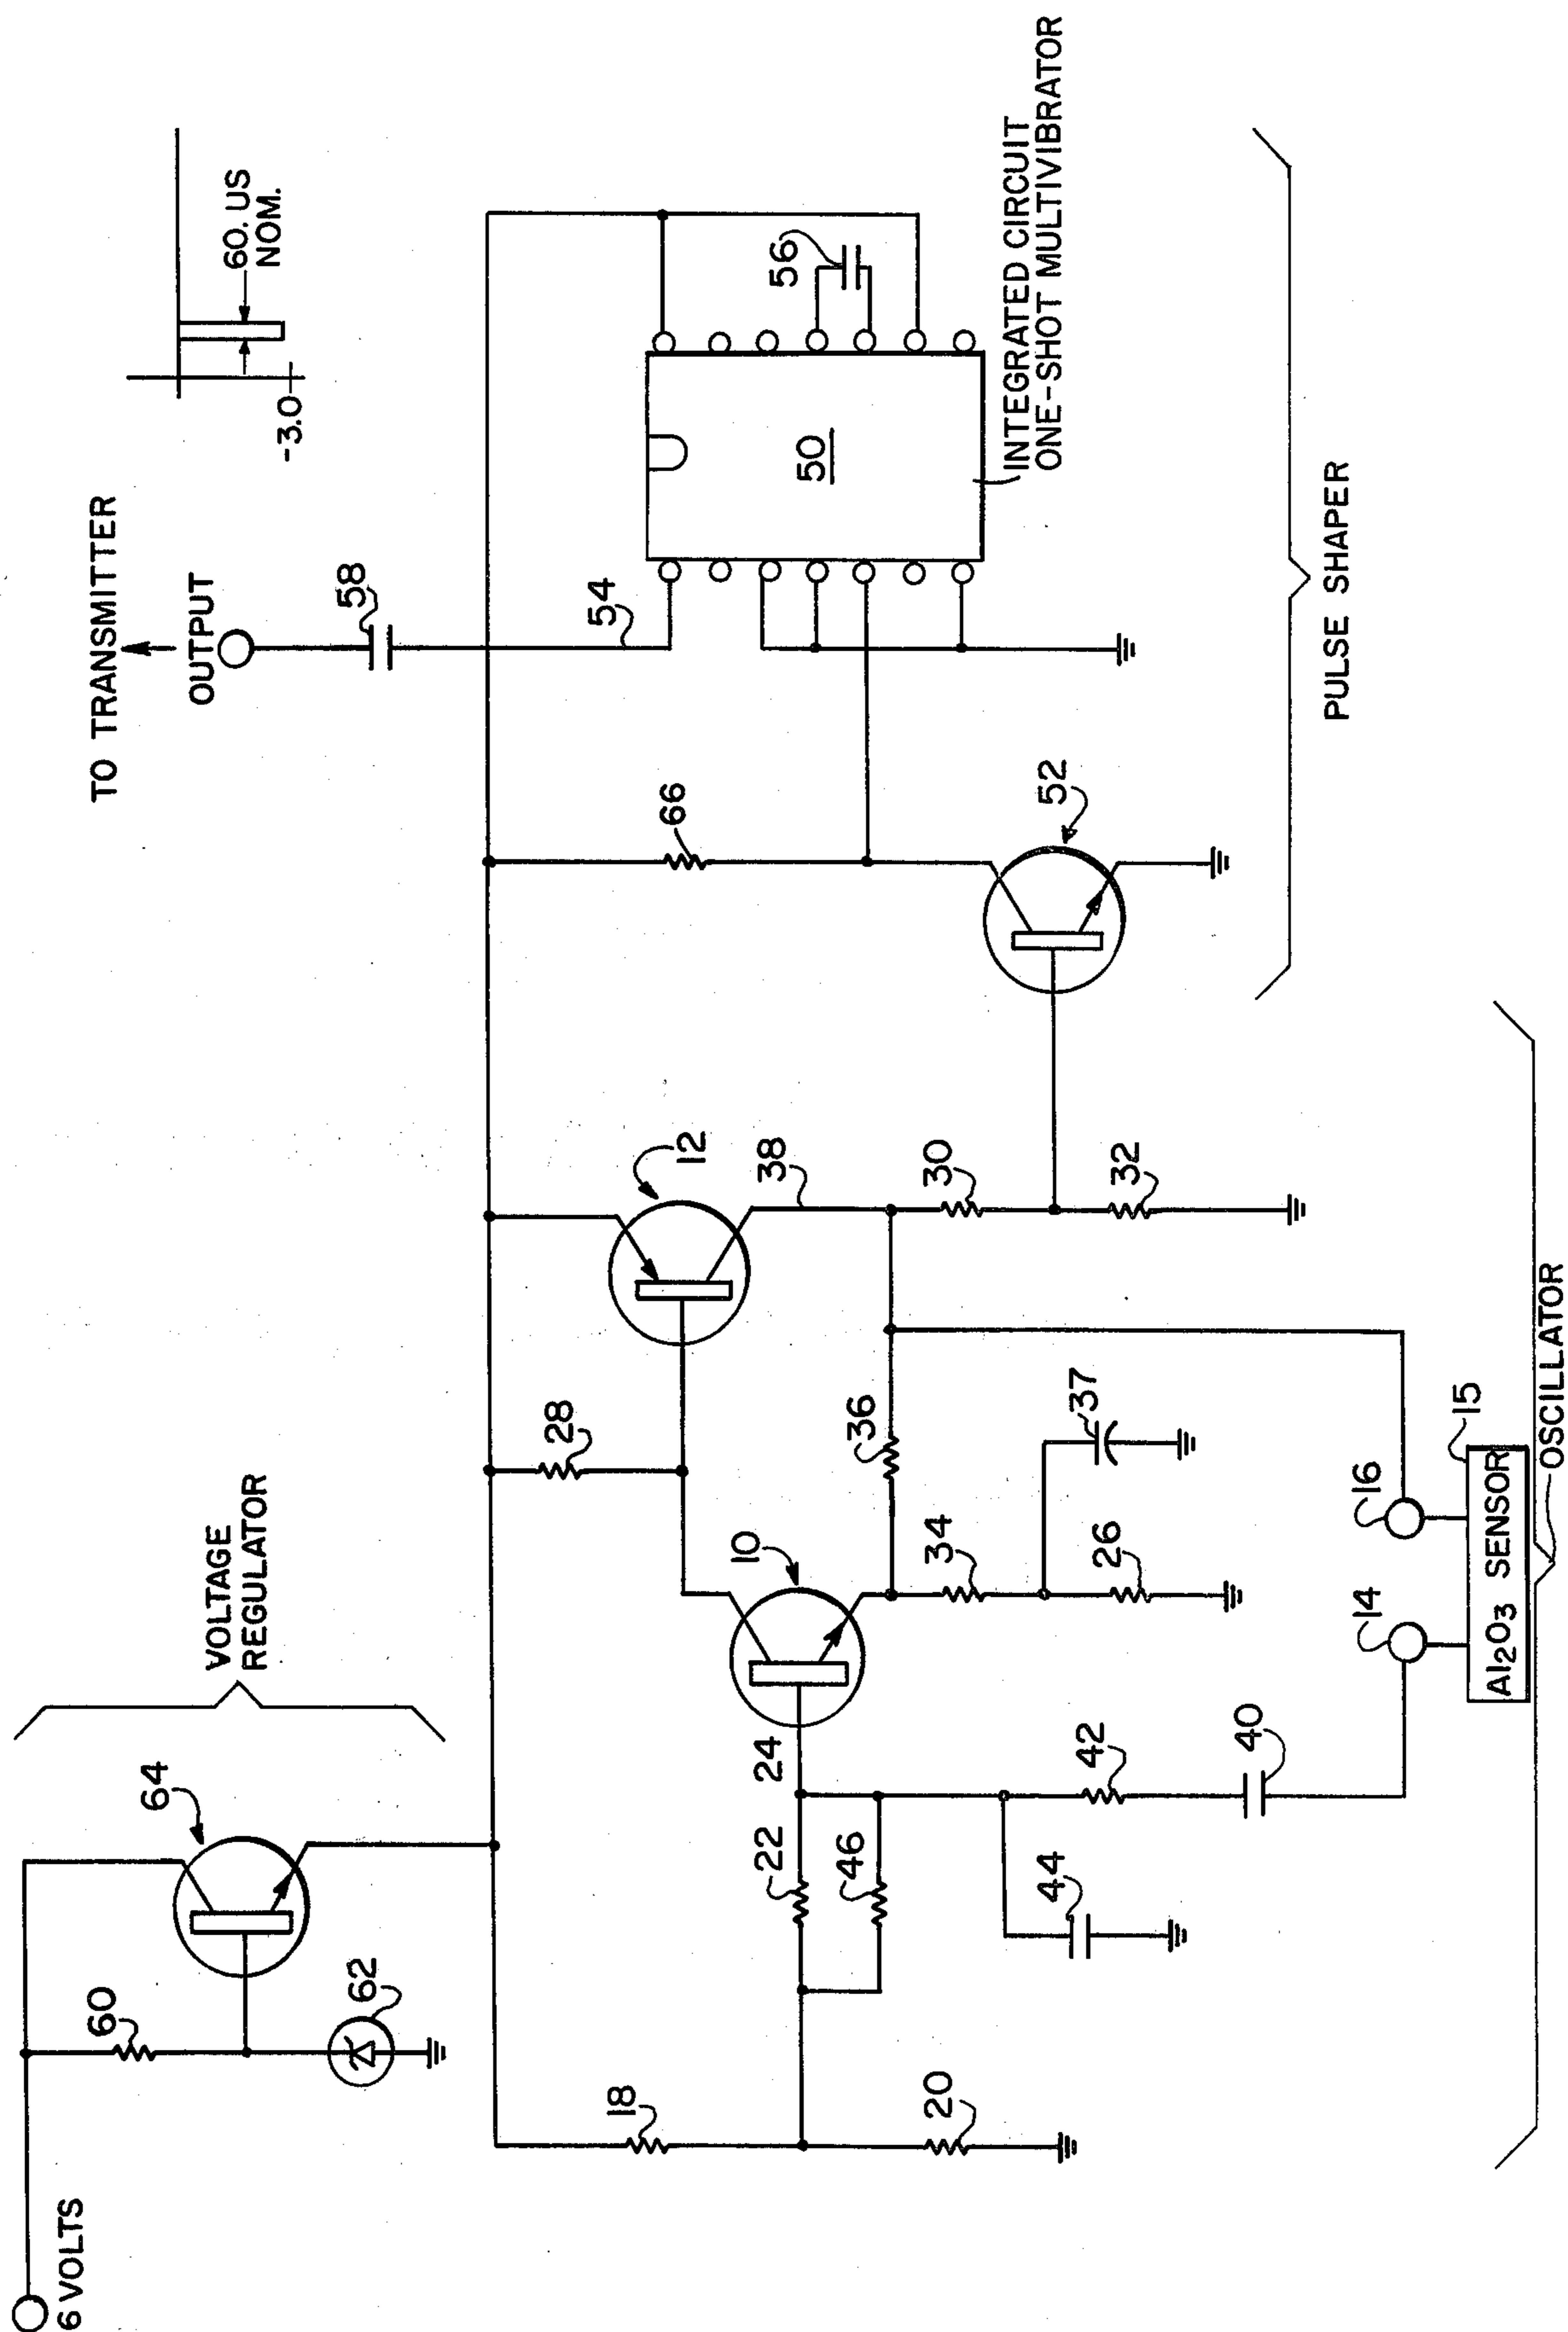 6 VOLTS
60
62
64
VOLTAGE
REGULATOR
TO TRANSMITTER
OUTPUT
58
-3.0
60. US
NOM.
18
20
22
46
24
44
42
40
10
28
34
26
36
37
12
38
30
32
14
16
15
Al2O3 SENSOR
OSCILLATOR
66
52
54
50
56
INTEGRATED CIRCUIT
ONE-SHOT MULTIVIBRATOR
PULSE SHAPER